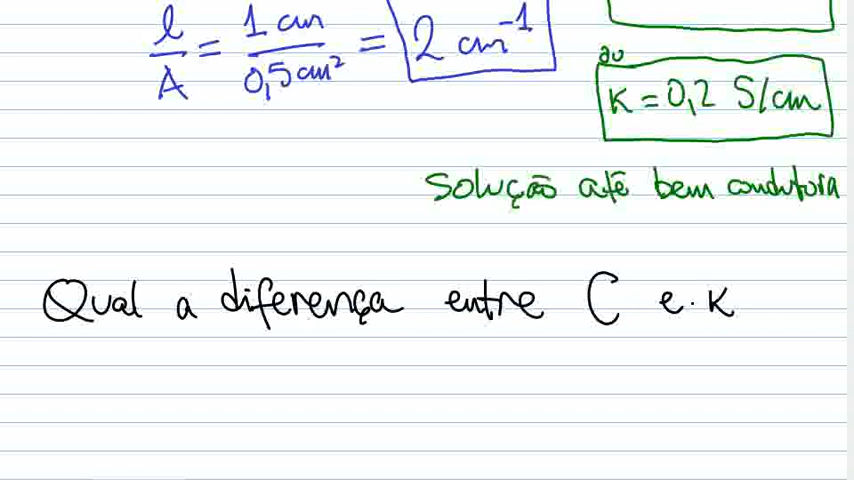 l/A = 1 cm / 0,5 cm² = 2 cm⁻¹
ou
κ = 0,2 S/cm
Solução até bem condutora
Qual a diferença entre C e κ